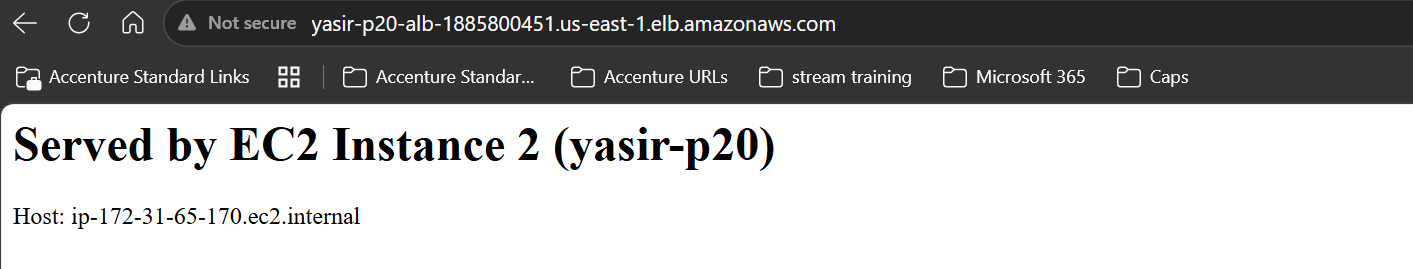 Not secure yasir-p20-alb-1885800451.us-east-1.elb.amazonaws.com
Accenture Standard Links Accenture Standar... Accenture URLs stream training Microsoft 365 Caps
Served by EC2 Instance 2 (yasir-p20)
Host: ip-172-31-65-170.ec2.internal